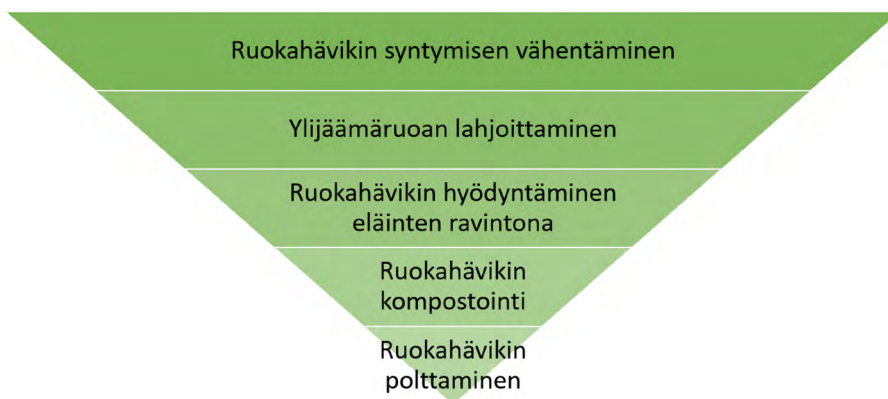 Ruokahävikin syntymisen vähentäminen
Ylijäämäruoan lahjoittaminen
Ruokahävikin hyödyntäminen
eläinten ravintona
Ruokahävikin
kompostointi
Ruokahävikin
polttaminen